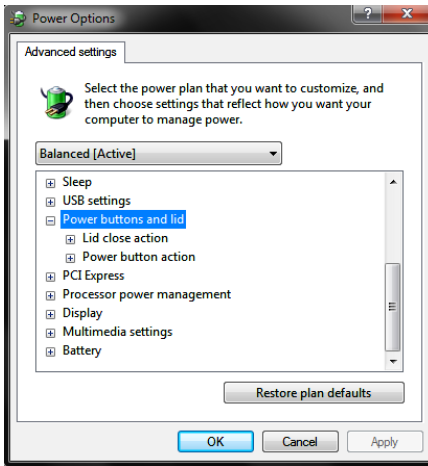 Power Options
Advanced settings
Select the power plan that you want to customize, and
then choose settings that reflect how you want your
computer to manage power.
Balanced [Active]
Sleep
USB settings
Power buttons and lid
Lid close action
Power button action
PCI Express
Processor power management
Display
Multimedia settings
Battery
Restore plan defaults
OK Cancel Apply